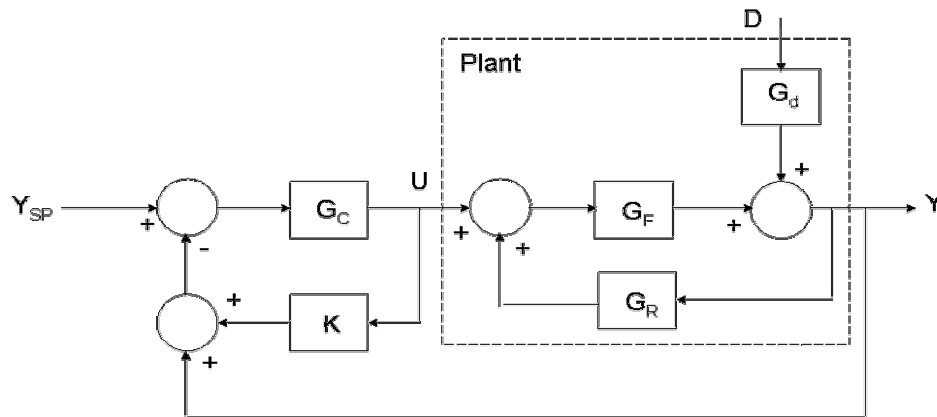 D
Plant
G_d
Y_SP
+
G_C
U
+
+
G_F
+
+
Y
-
+
+
K
+
G_R